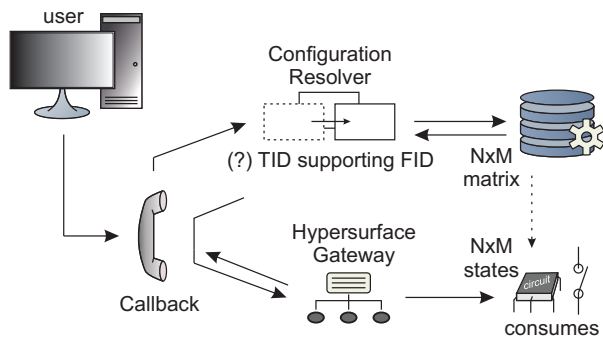 user
Configuration
Resolver
(?) TID supporting FID
NxM
matrix
Callback
Hypersurface
Gateway
NxM
states
circuit
consumes